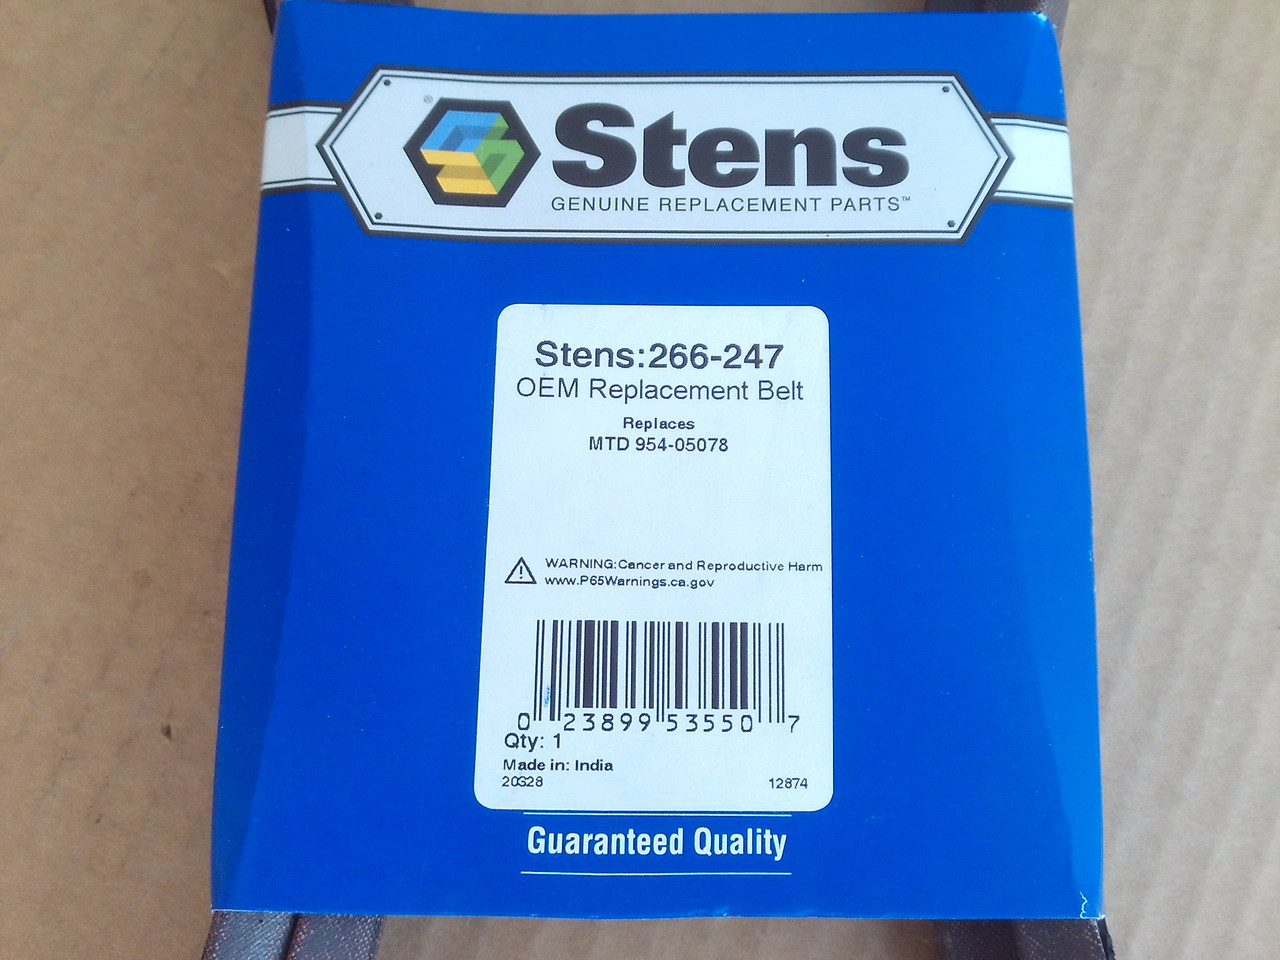 ®
Stens
GENUINE REPLACEMENT PARTS™
Stens:266-247
OEM Replacement Belt
Replaces
MTD 954-05078
WARNING:Cancer and Reproductive Harm
www.P65Warnings.ca.gov
0 23899 53550 7
Qty: 1
Made in: India
12874
Guaranteed Quality